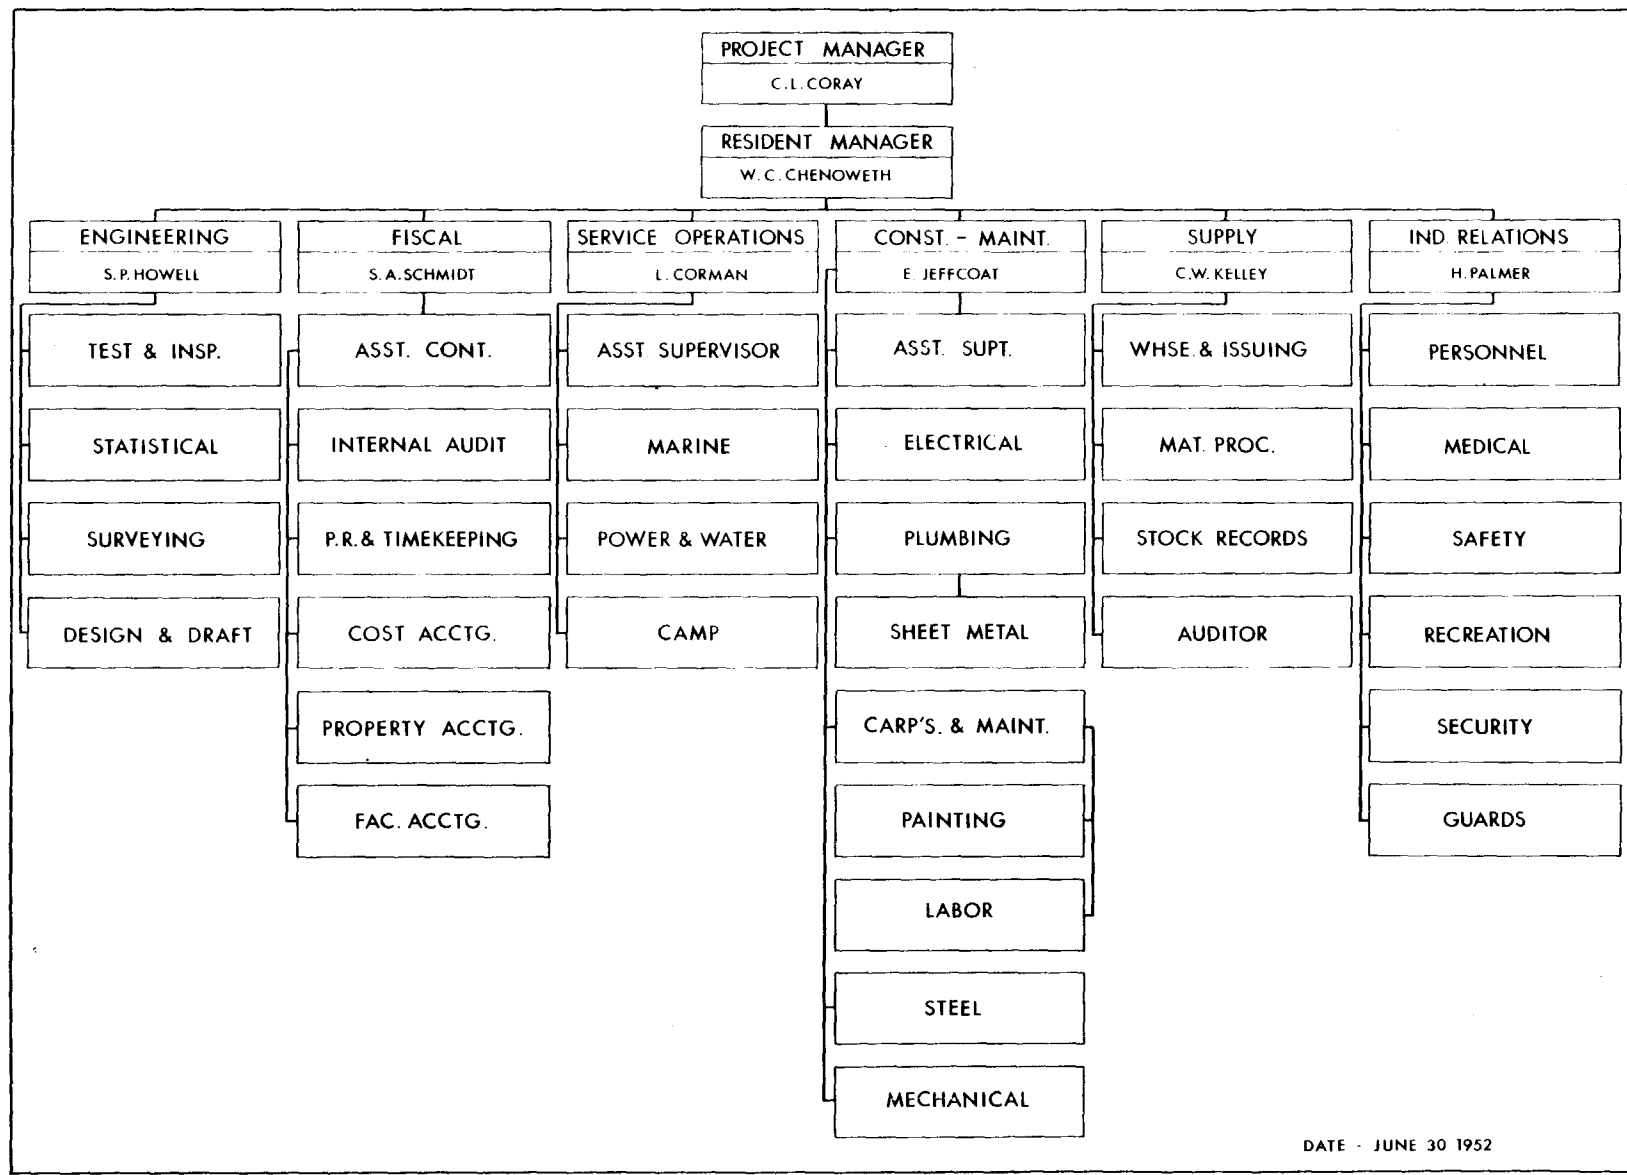 PROJECT MANAGER
C.L.CORAY
RESIDENT MANAGER
W.C.CHENOWETH
ENGINEERING
S.P.HOWELL
TEST & INSP.
STATISTICAL
SURVEYING
DESIGN & DRAFT
FISCAL
S.A.SCHMIDT
ASST. CONT.
INTERNAL AUDIT
P.R.& TIMEKEEPING
COST ACCTG.
PROPERTY ACCTG.
FAC. ACCTG.
SERVICE OPERATIONS
L. CORMAN
ASST SUPERVISOR
MARINE
POWER & WATER
CAMP
CONST. - MAINT.
E. JEFFCOAT
ASST. SUPT.
ELECTRICAL
PLUMBING
SHEET METAL
CARP'S. & MAINT.
PAINTING
LABOR
STEEL
MECHANICAL
SUPPLY
C.W. KELLEY
WHSE. & ISSUING
MAT. PROC.
STOCK RECORDS
AUDITOR
IND. RELATIONS
H. PALMER
PERSONNEL
MEDICAL
SAFETY
RECREATION
SECURITY
GUARDS
DATE - JUNE 30 1952